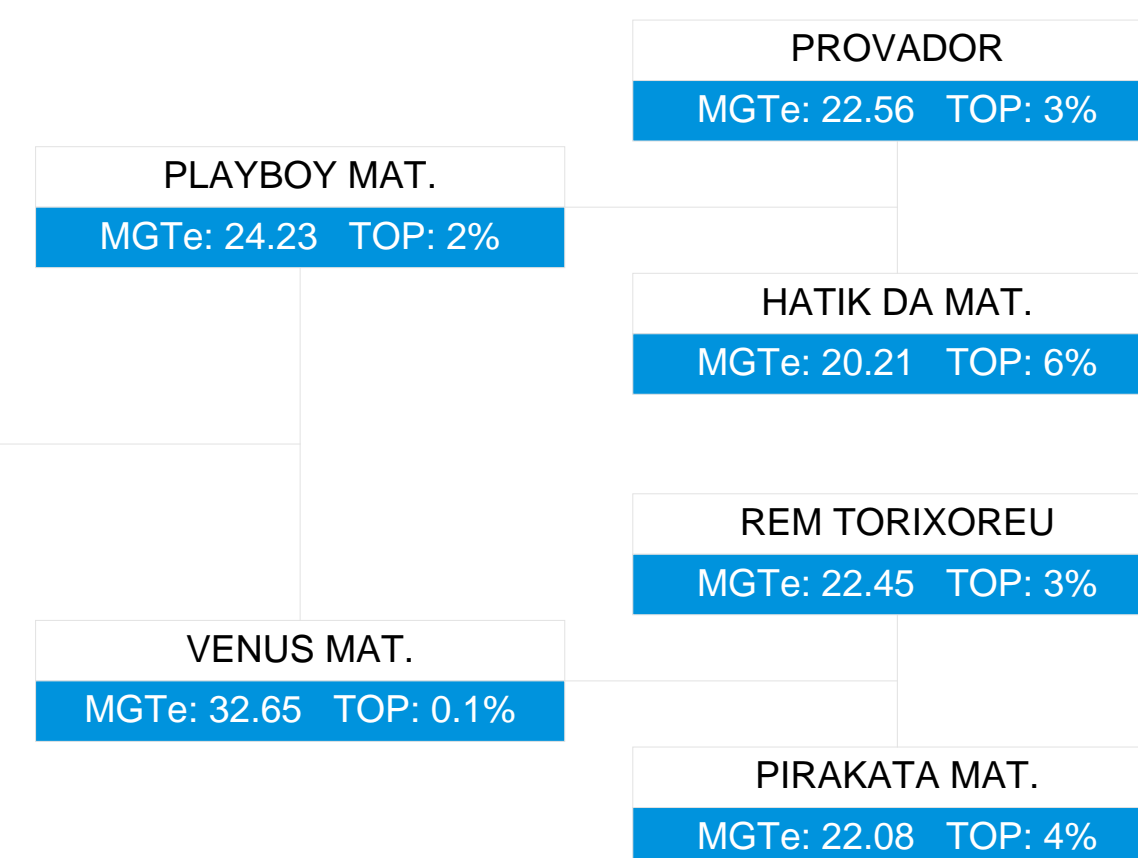 PROVADOR
MGTe: 22.56 TOP: 3%
PLAYBOY MAT.
MGTe: 24.23 TOP: 2%
HATIK DA MAT.
MGTe: 20.21 TOP: 6%
REM TORIXOREU
MGTe: 22.45 TOP: 3%
VENUS MAT.
MGTe: 32.65 TOP: 0.1%
PIRAKATA MAT.
MGTe: 22.08 TOP: 4%